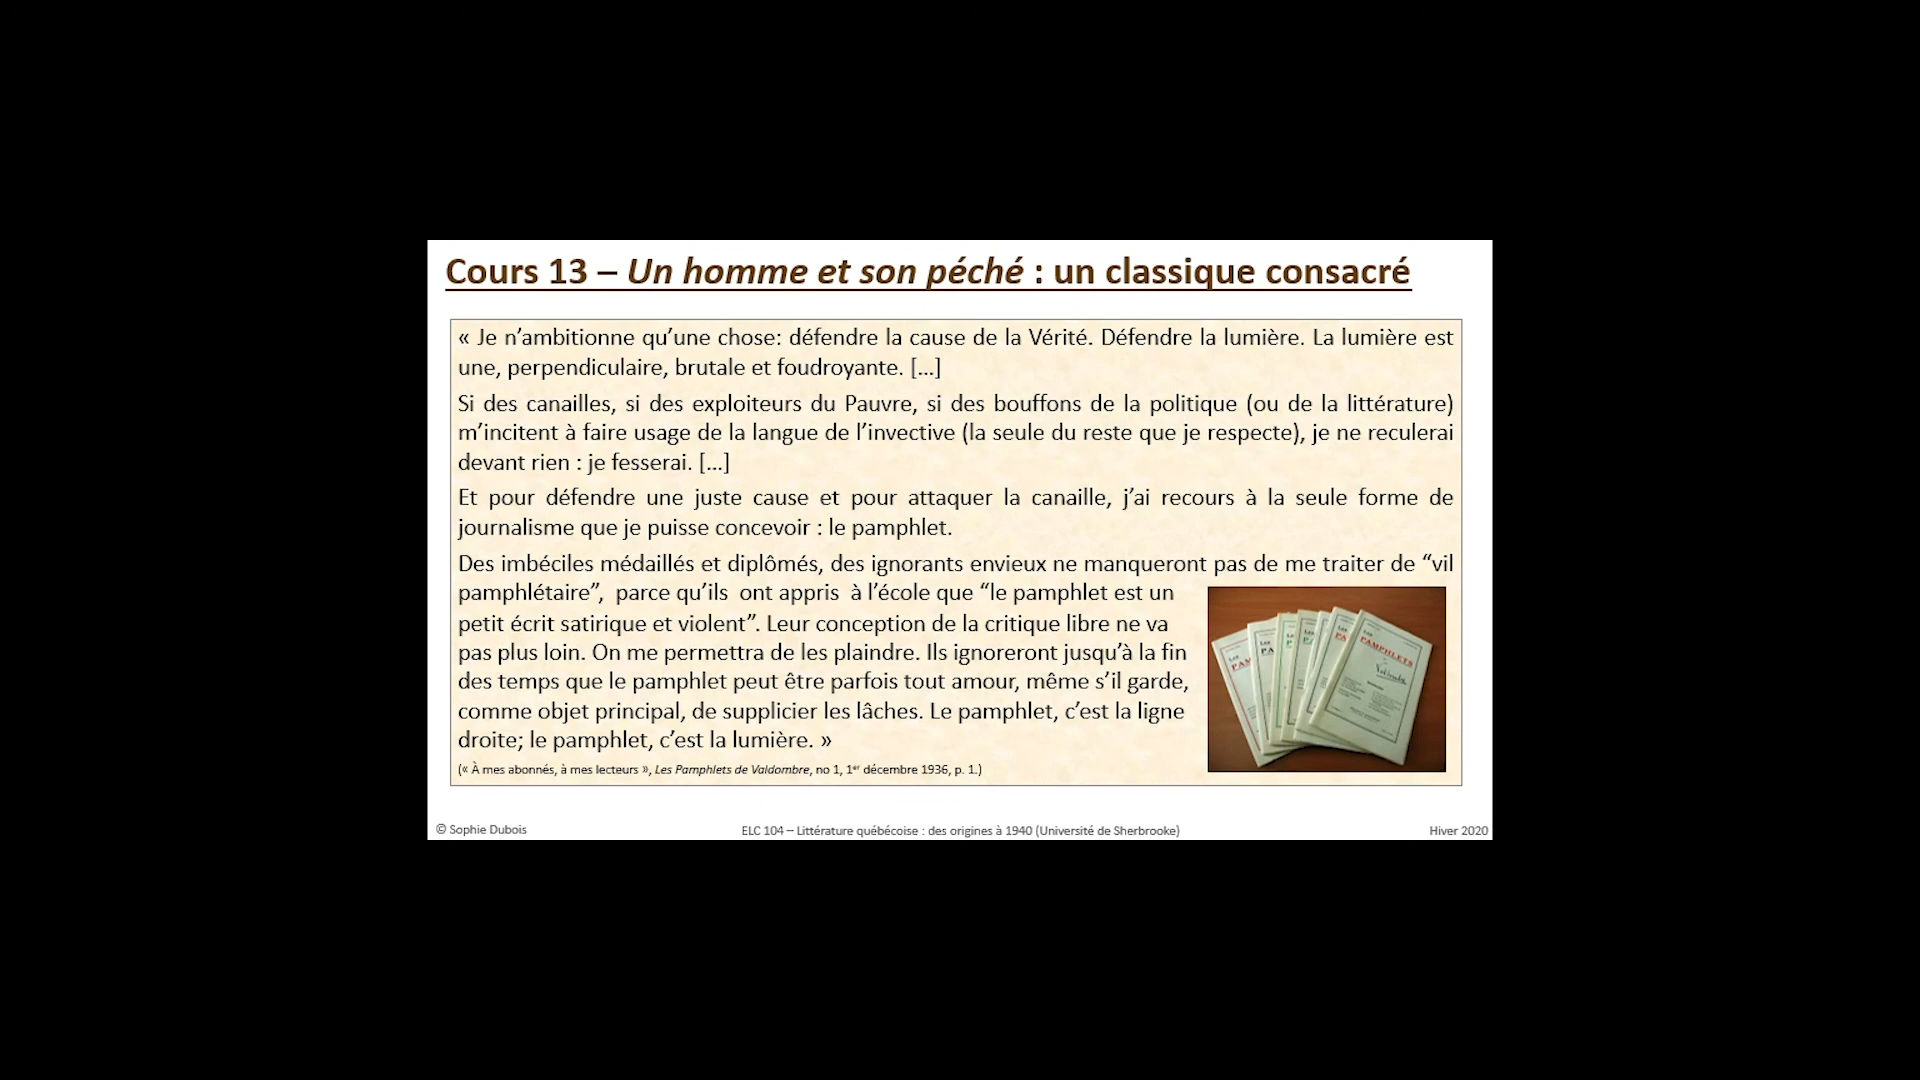 Cours 13 – Un homme et son péché : un classique consacré
« Je n’ambitionne qu’une chose: défendre la cause de la Vérité. Défendre la lumière. La lumière est
une, perpendiculaire, brutale et foudroyante. […]
Si des canailles, si des exploiteurs du Pauvre, si des bouffons de la politique (ou de la littérature)
m’incitent à faire usage de la langue de l’invective (la seule du reste que je respecte), je ne reculerai
devant rien : je fesserai. […]
Et pour défendre une juste cause et pour attaquer la canaille, j’ai recours à la seule forme de
journalisme que je puisse concevoir : le pamphlet.
Des imbéciles médaillés et diplômés, des ignorants envieux ne manqueront pas de me traiter de “vil
pamphlétaire”, parce qu’ils ont appris à l’école que “le pamphlet est un
petit écrit satirique et violent”. Leur conception de la critique libre ne va
pas plus loin. On me permettra de les plaindre. Ils ignoreront jusqu’à la fin
des temps que le pamphlet peut être parfois tout amour, même s’il garde,
comme objet principal, de supplicier les lâches. Le pamphlet, c’est la ligne
droite; le pamphlet, c’est la lumière. »
(« À mes abonnés, à mes lecteurs », Les Pamphlets de Valdombre, no 1, 1er décembre 1936, p. 1.)
LES
PAMPHLETS
Valdombre
© Sophie Dubois
ELC 104 – Littérature québécoise : des origines à 1940 (Université de Sherbrooke)
Hiver 2020